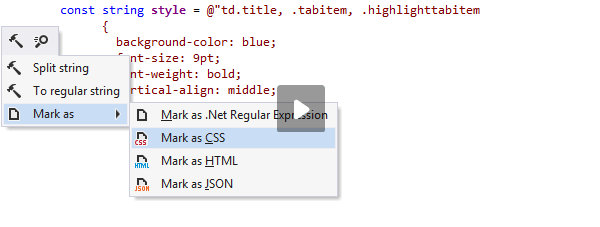 const string style = @"td.title, .tabitem, .highlighttabitem
{
background-color: blue;
font-size: 9pt;
font-weight: bold;
vertical-align: middle;
Split string
To regular string
Mark as
Mark as .Net Regular Expression
CSS Mark as CSS
HTML Mark as HTML
JSON Mark as JSON